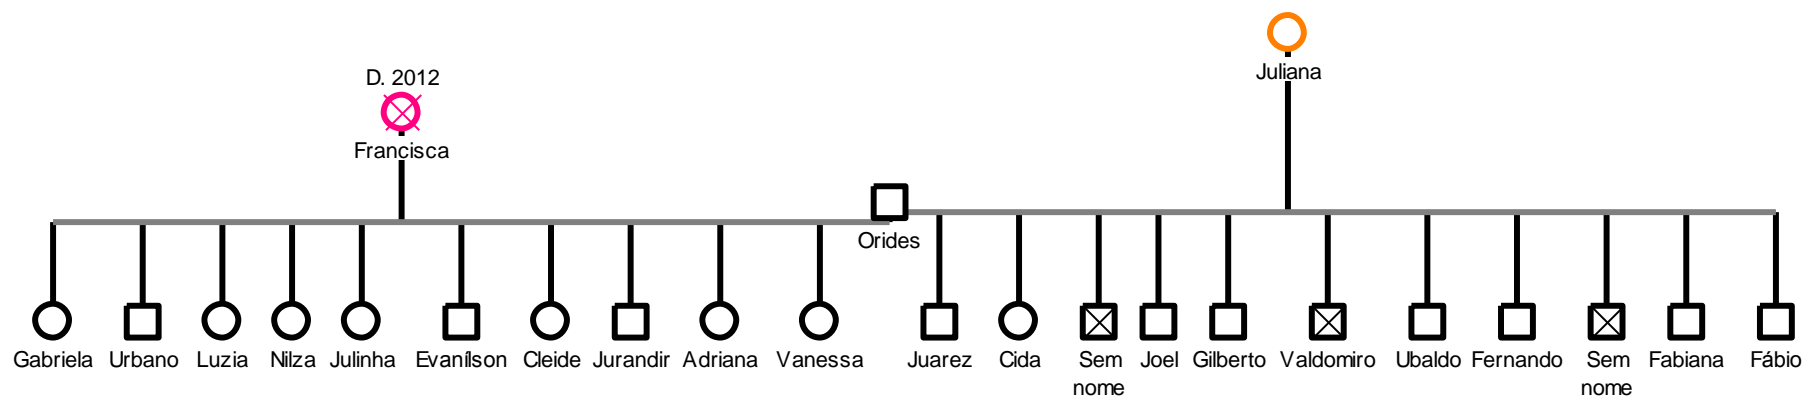 Juliana
D. 2012
Francisca
Orides
Gabriela Urbano Luzia Nilza Julinha Evanílson Cleide Jurandir Adriana Vanessa Juarez Cida Sem Joel Gilberto Valdomiro Ubaldo Fernando Sem Fabiana Fábio
nome nome